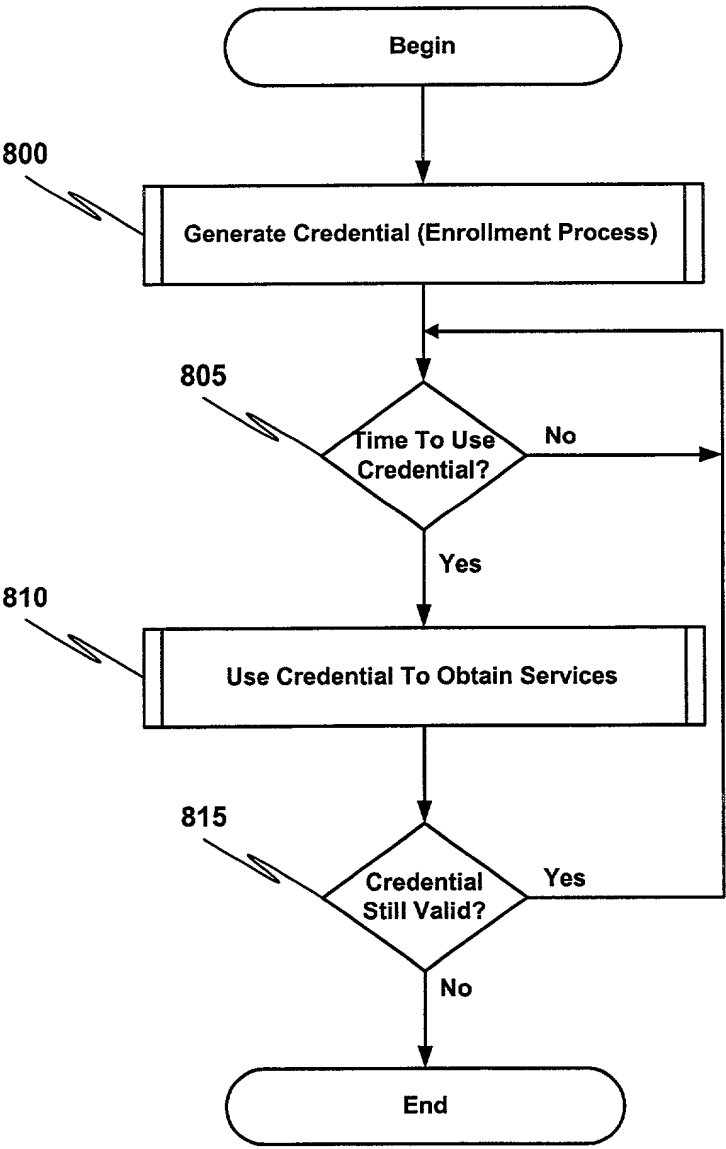 Begin
800
Generate Credential (Enrollment Process)
805
Time To Use
Credential?
No
Yes
810
Use Credential To Obtain Services
815
Credential
Still Valid?
Yes
No
End